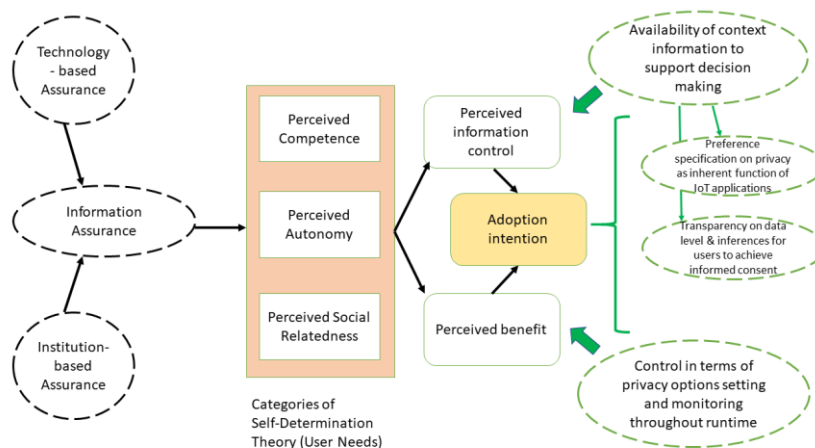 Technology
- based
Assurance
Information
Assurance
Institution-
based
Assurance
Perceived
Competence
Perceived
Autonomy
Perceived Social
Relatedness
Categories of
Self-Determination
Theory (User Needs)
Perceived
information
control
Adoption
intention
Perceived benefit
Availability of context
information to
support decision
making
Preference
specification on privacy
as inherent function of
IoT applications
Transparency on data
level & inferences for
users to achieve
informed consent
Control in terms of
privacy options setting
and monitoring
throughout runtime